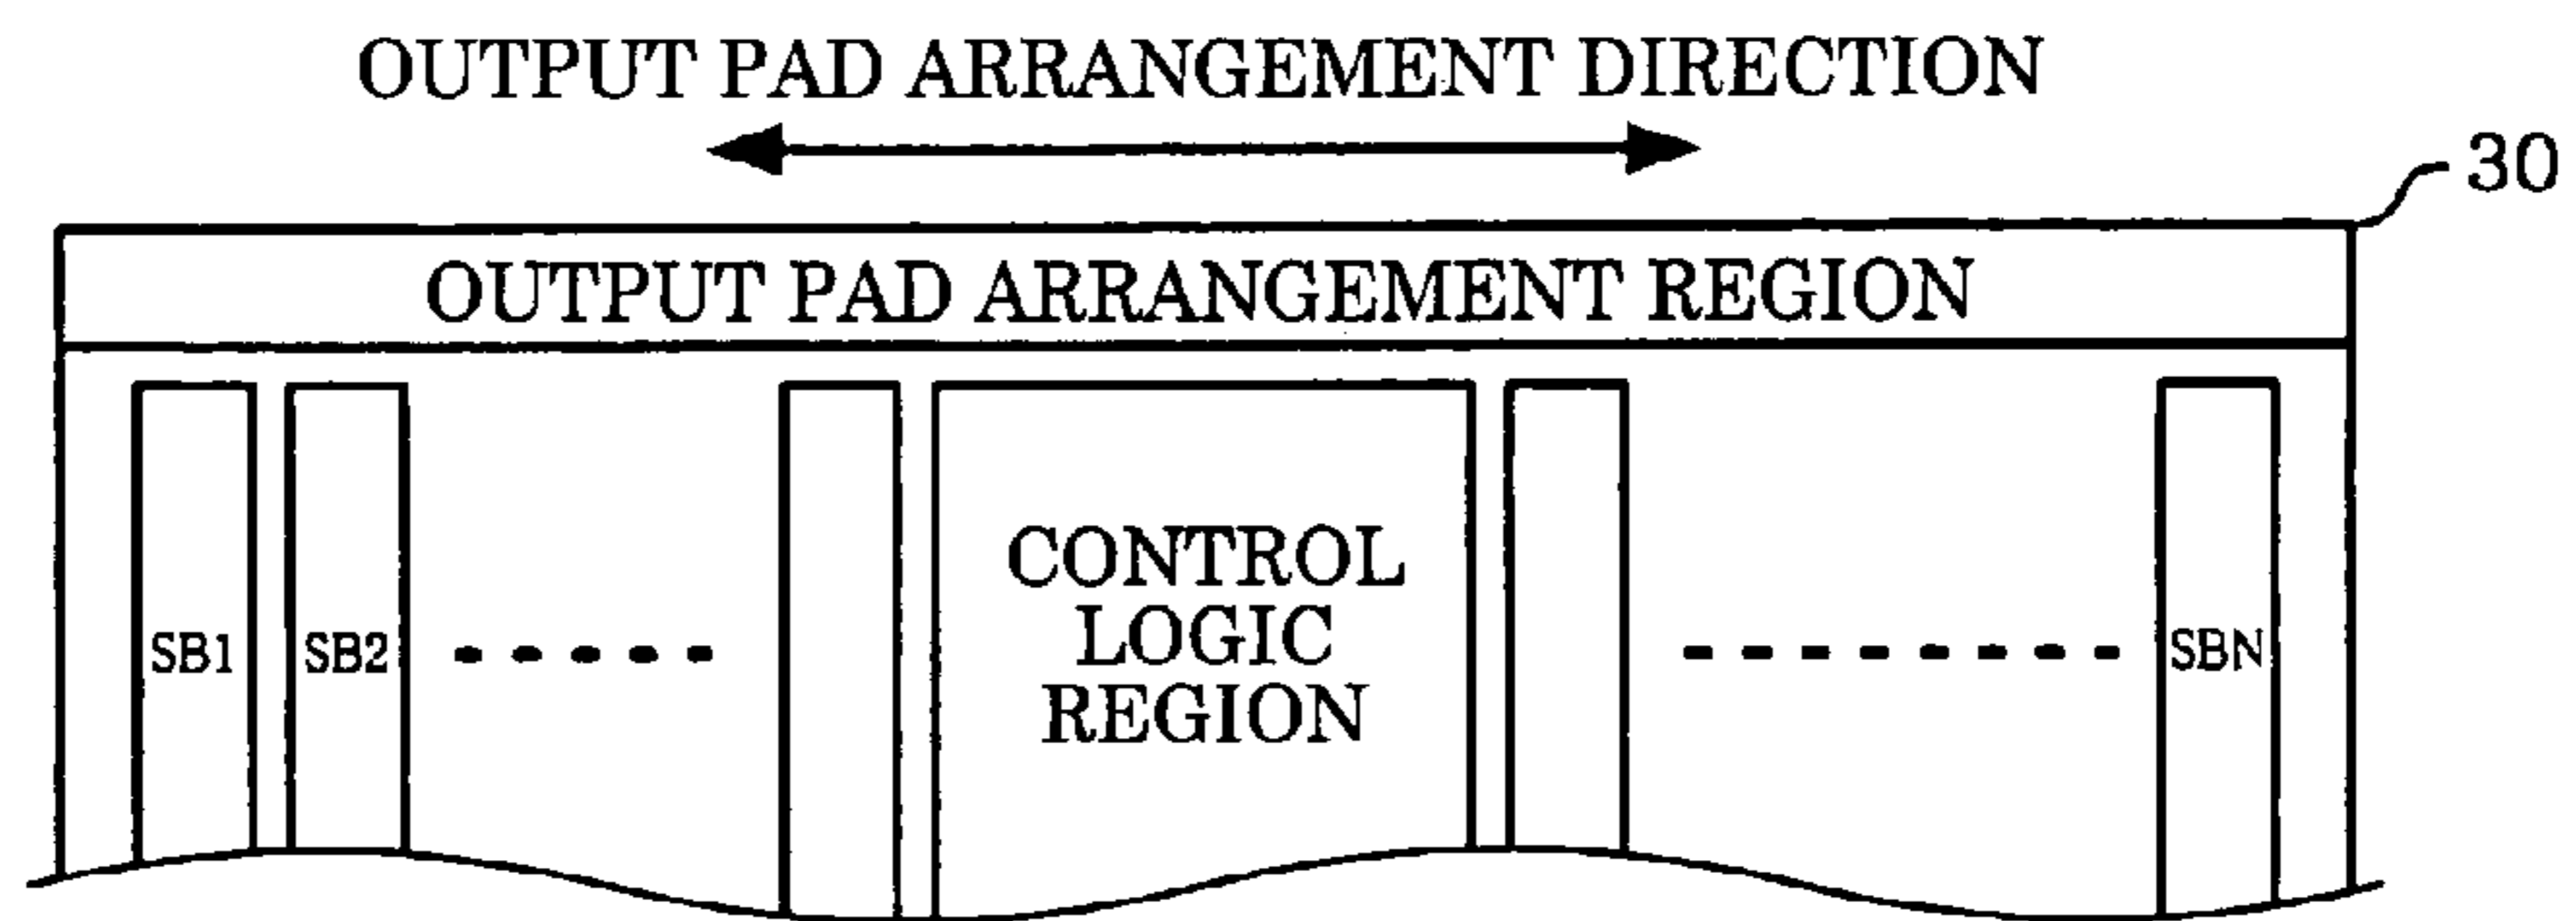 OUTPUT PAD ARRANGEMENT DIRECTION
30
OUTPUT PAD ARRANGEMENT REGION
SB1
SB2
CONTROL
LOGIC
REGION
SBN